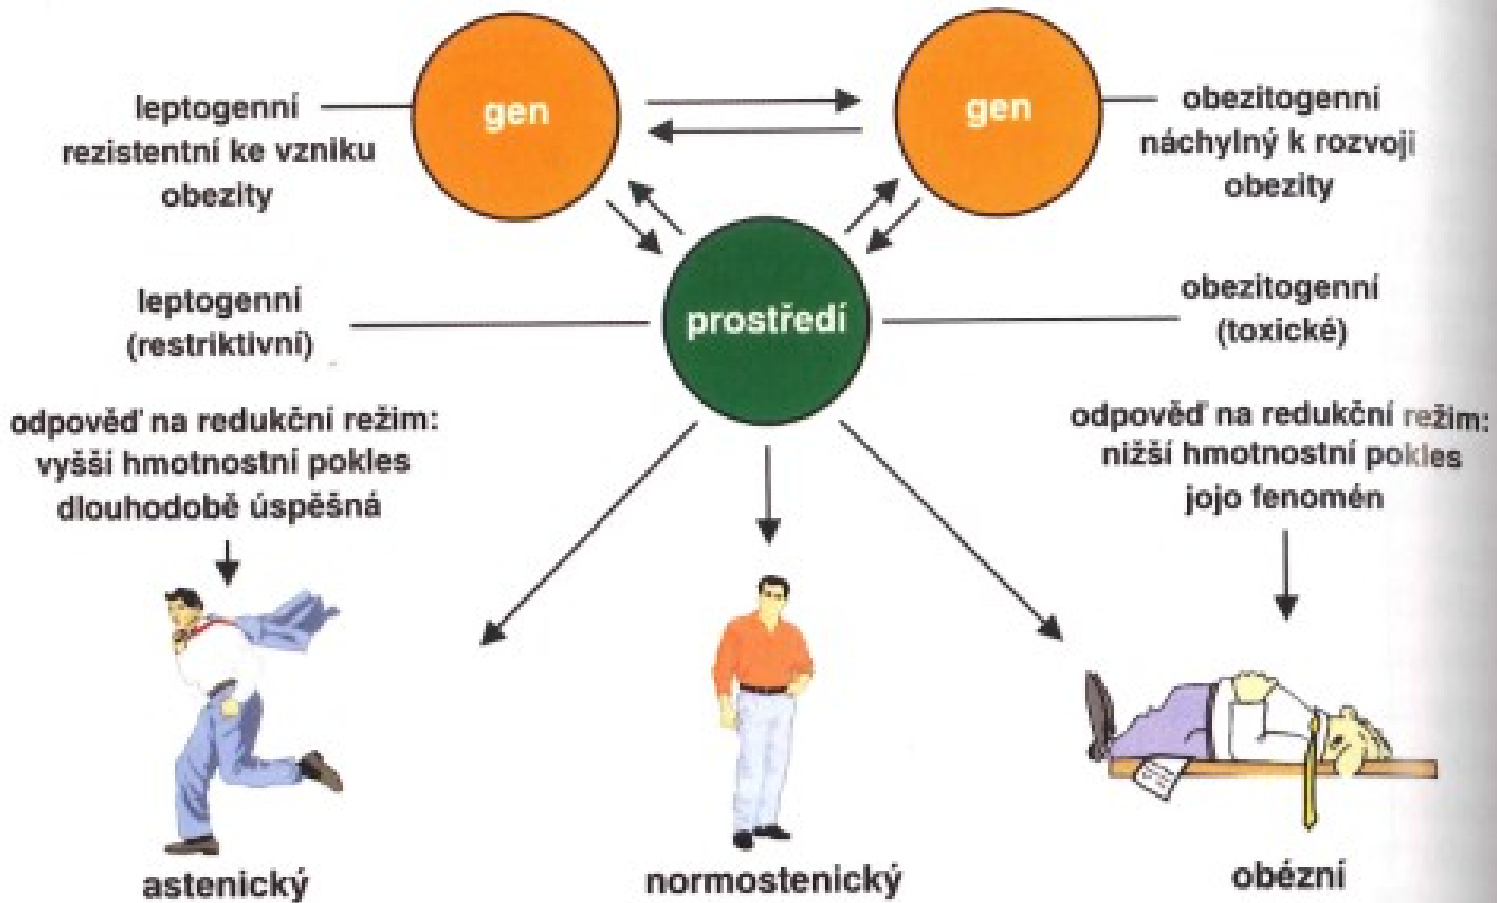 leptogenní
rezistentní ke vzniku
obezity
gen
gen
obezitogenní
náchylný k rozvoji
obezity
leptogenní
(restriktivní)
prostředí
obezitogenní
(toxické)
odpověď na redukční režim:
vyšší hmotnostní pokles
dlouhodobě úspěšná
odpověď na redukční režim:
nižší hmotnostní pokles
jojo fenomén
astenický
normostenický
obézní